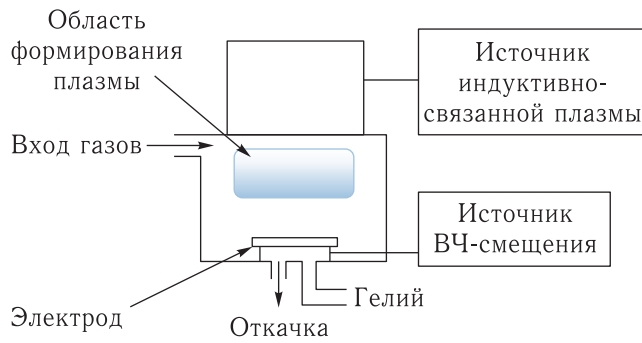 Область
формирования
плазмы
Источник
индуктивно-
связанной плазмы
Вход газов
Источник
ВЧ-смещения
Гелий
Электрод
Откачка